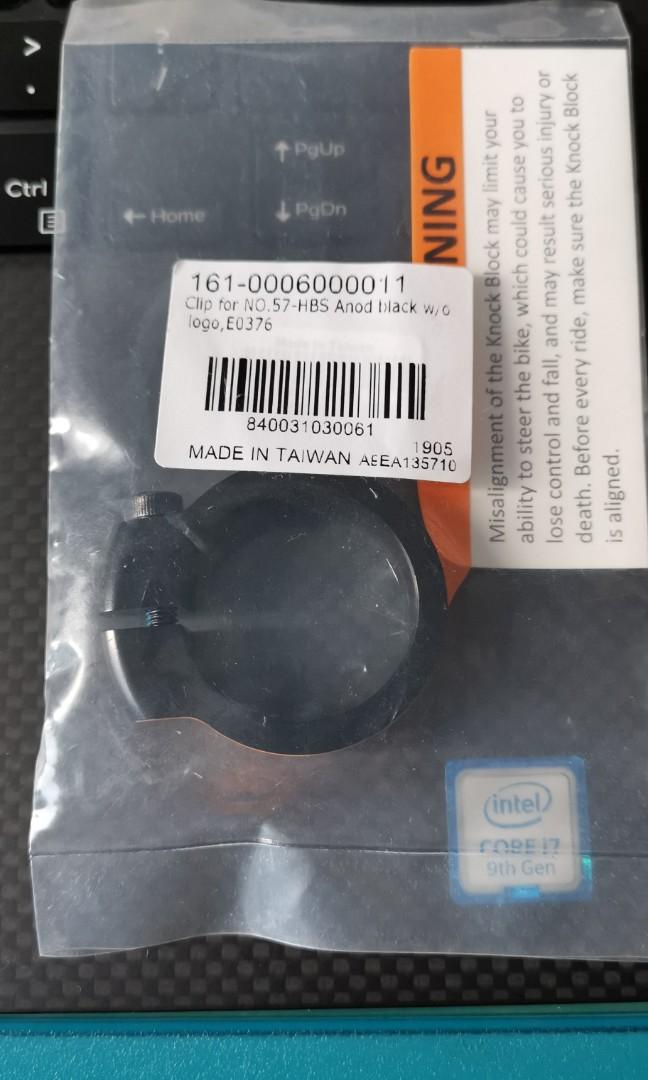 >
.
Ctrl
PgUp
Home
PgDn
NING
Misalignment of the Knock Block may limit your
ability to steer the bike, which could cause you to
lose control and fall, and may result serious injury or
death. Before every ride, make sure the Knock Block
is aligned.
161-0006000011
Clip for NO.57-HBS Anod black w/o
logo,E0376
840031030061
1905
MADE IN TAIWAN A9EA135710
intel
CORE i7
9th Gen